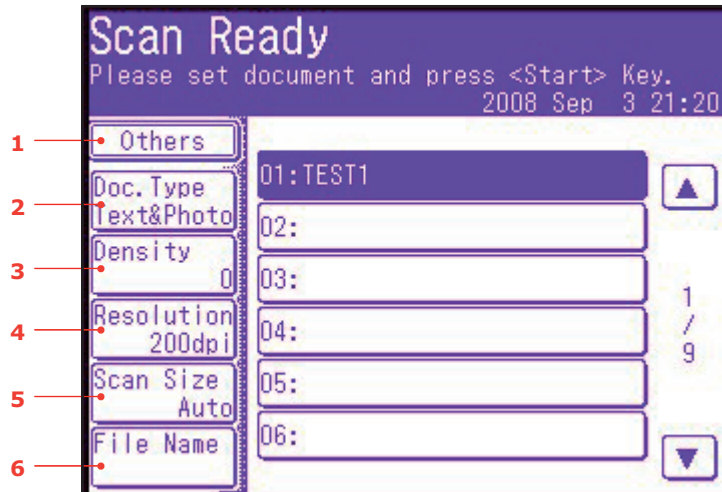 Scan Ready
Please set document and press <Start> Key.
2008 Sep 3 21:20
1
Others
2
Doc.Type
Text&Photo
3
Density
0
4
Resolution
200dpi
5
Scan Size
Auto
6
File Name
01:TEST1
02:
03:
04:
05:
06:
1
/
9